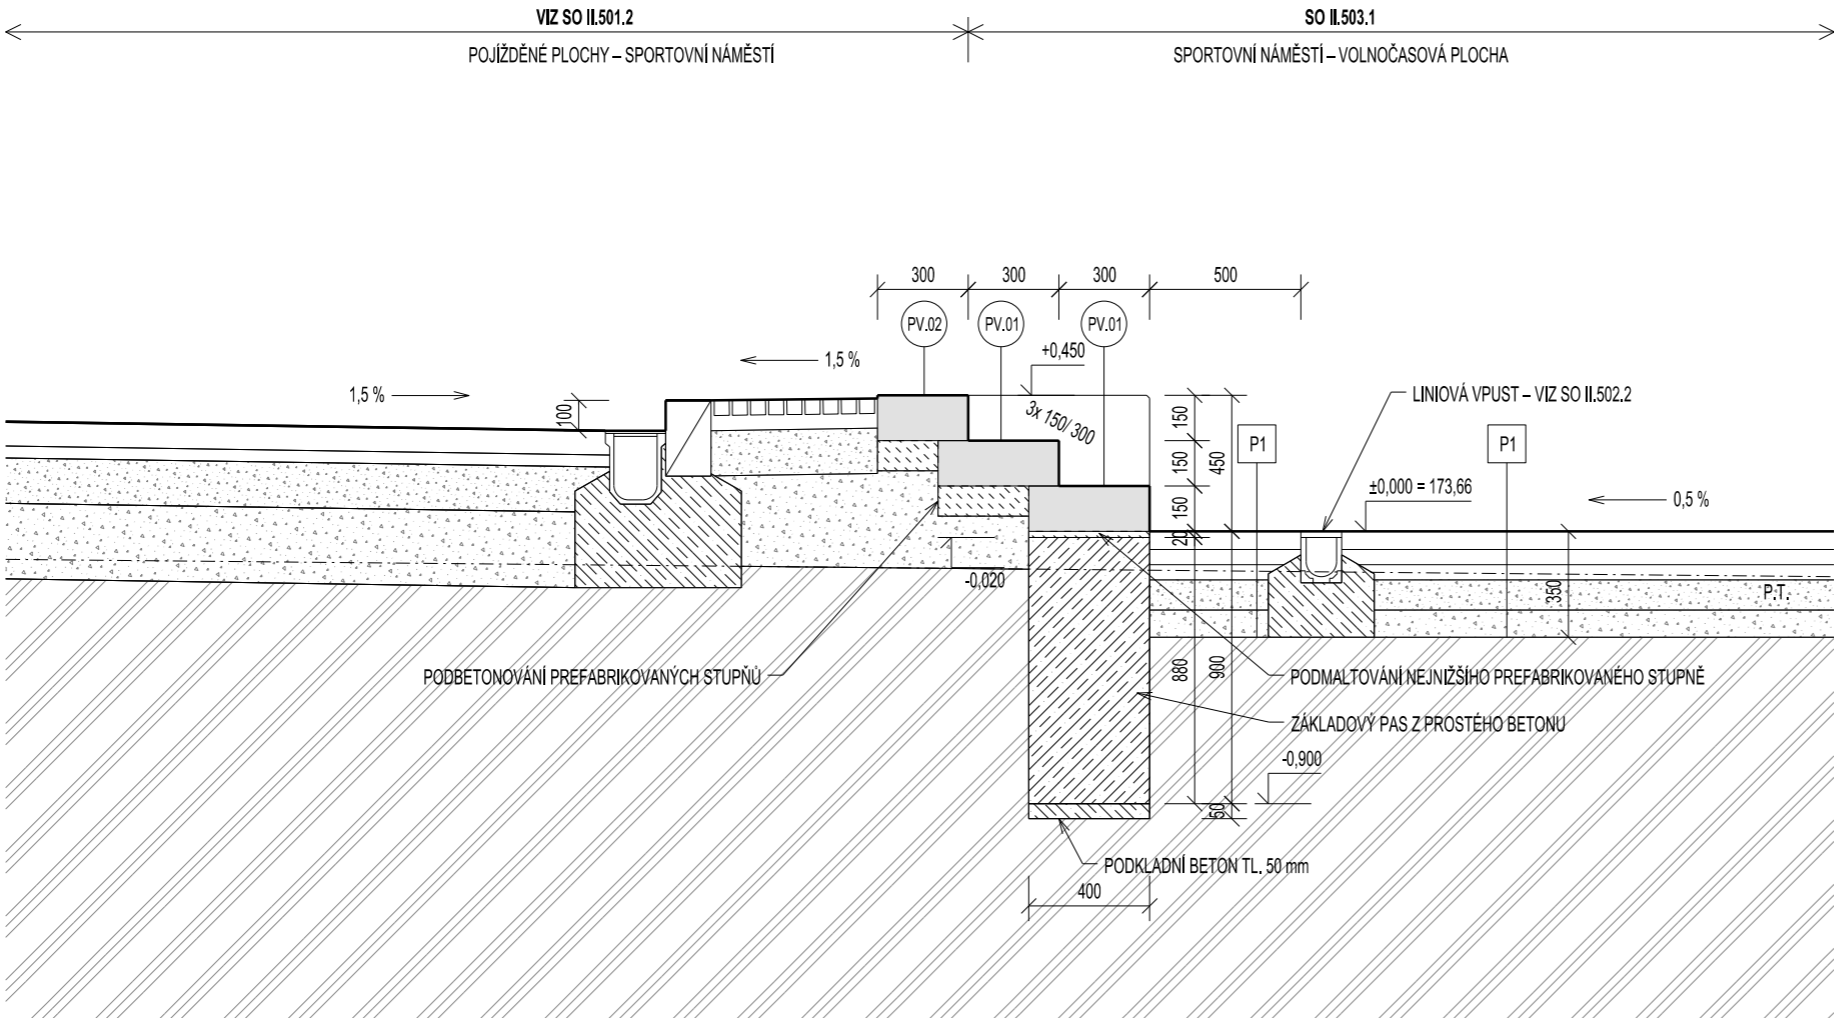 VIZ SO II.501.2
SO II.503.1
POJÍŽDĚNÉ PLOCHY – SPORTOVNÍ NÁMĚSTÍ
SPORTOVNÍ NÁMĚSTÍ – VOLNOČASOVÁ PLOCHA
300
300
300
500
PV.02
PV.01
PV.01
1,5 %
+0,450
1,5 %
LINIOVÁ VPUST – VIZ SO II.502.2
100
3x 150/ 300
150
150
450
P1
P1
150
±0,000 = 173,66
0,5 %
20
-0,020
350
P.T.
PODBETONOVÁNÍ PREFABRIKOVANÝCH STUPŇŮ
880
900
PODMALTOVÁNÍ NEJNIŽŠÍHO PREFABRIKOVANÉHO STUPNĚ
ZÁKLADOVÝ PAS Z PROSTÉHO BETONU
-0,900
50
PODKLADNÍ BETON TL. 50 mm
400